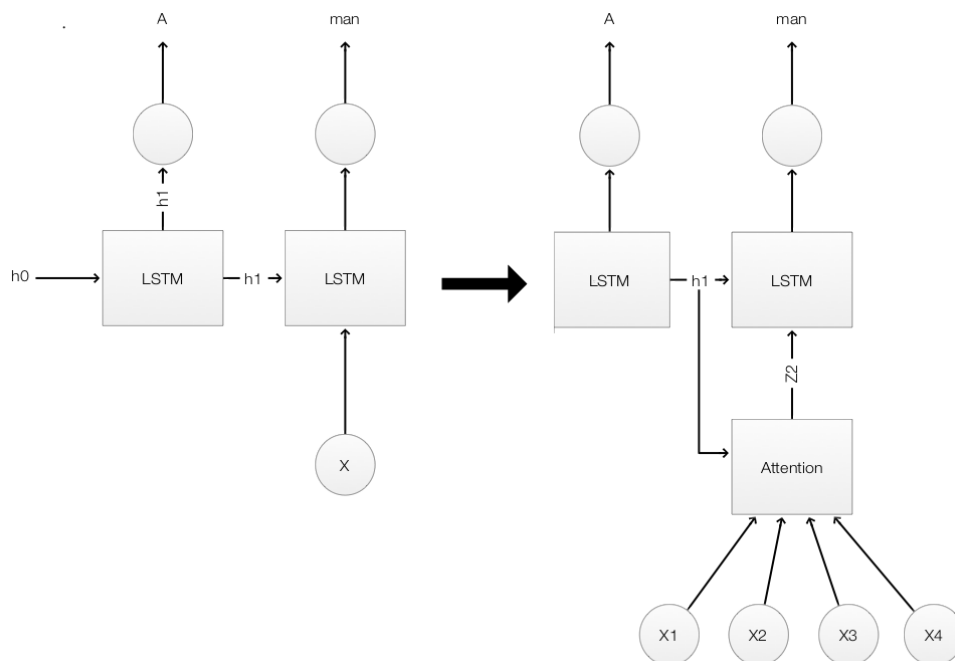 A
man
A
man
h1
h0
LSTM
h1
LSTM
LSTM
h1
LSTM
Z2
X
Attention
X1
X2
X3
X4